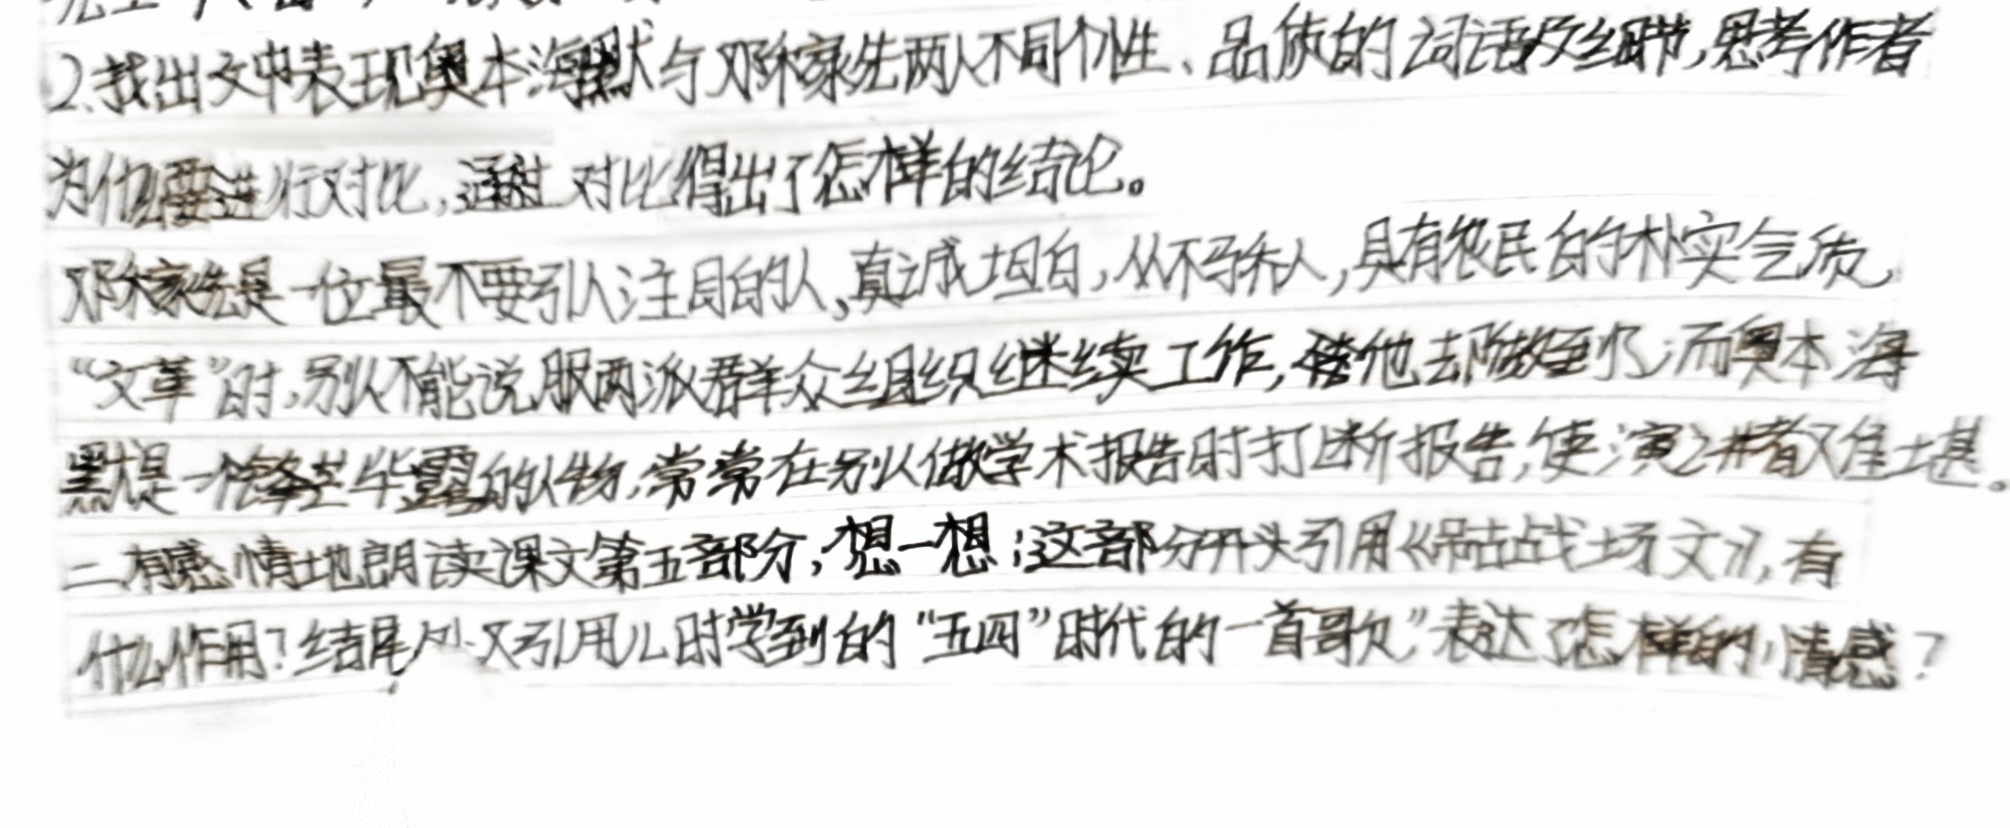 2.找出文中表现奥本海默与邓稼先两人不同个性、品质的词语及细节,思考作者
为什么要进行对比,通过对比得出了怎样的结论。
邓稼先是一位最不要引人注目的人,真诚坦白,从不骄人,具有农民的朴实气质,
“文革”时,别人不能说服两派群众组织继续工作,而他去能做到;而奥本海
默是一个锋芒毕露的人物,常常在别人做学术报告时打断报告,使演讲者难堪。
二.有感情地朗读课文第五部分,想一想:这部分开头引用《吊古战场文》,有
什么作用?结尾处又引用儿时学到的“五四”时代的一首歌”表达了怎样的情感?